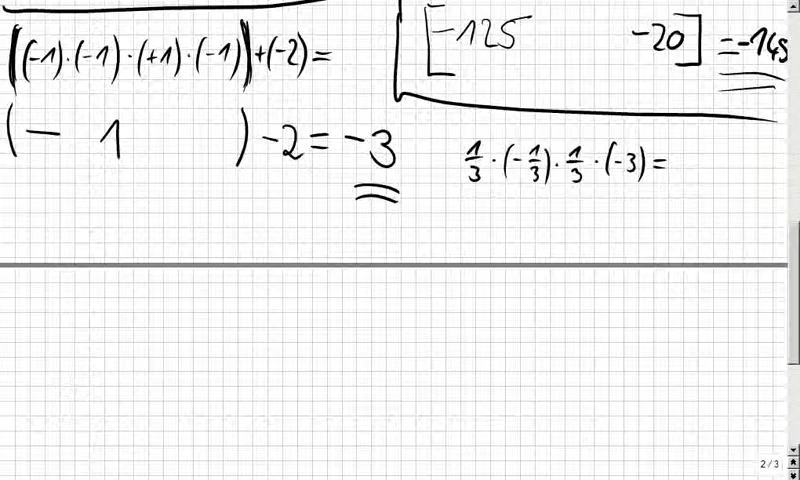 ((-1)·(-1)·(+1)·(-1))+(-2)=
(- 1 ) -2 = -3
[-125 -20] = -145
1/3 · (-1/3) · 1/3 · (-3) =
2 / 3